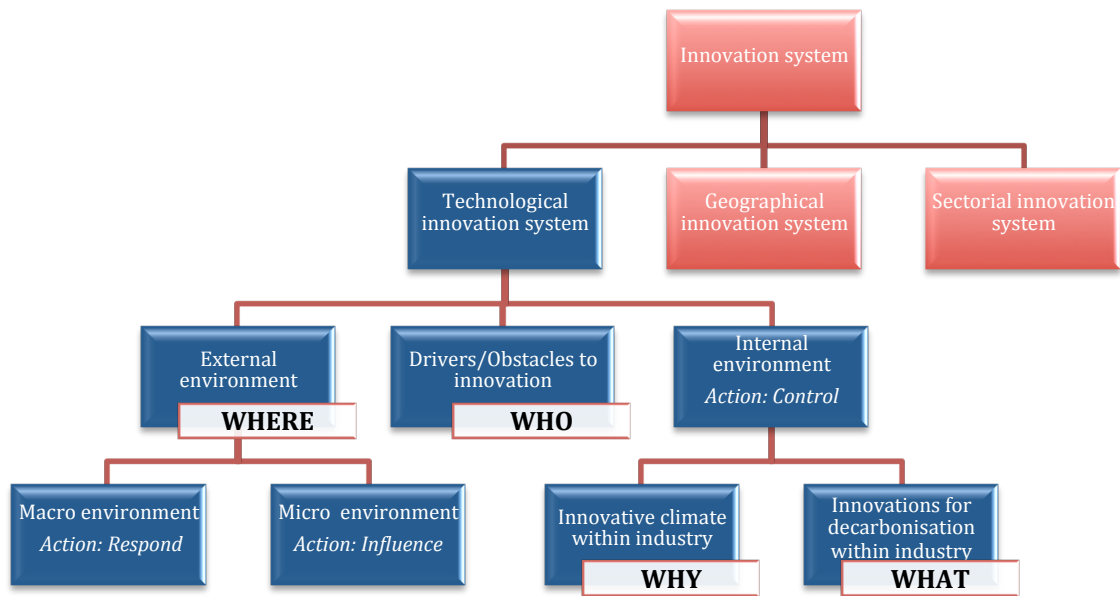 Innovation system
Technological
innovation system
Geographical
innovation system
Sectorial innovation
system
External
environment
WHERE
Drivers/Obstacles to
innovation
WHO
Internal
environment
Action: Control
Macro environment
Action: Respond
Micro environment
Action: Influence
Innovative climate
within industry
WHY
Innovations for
decarbonisation
within industry
WHAT